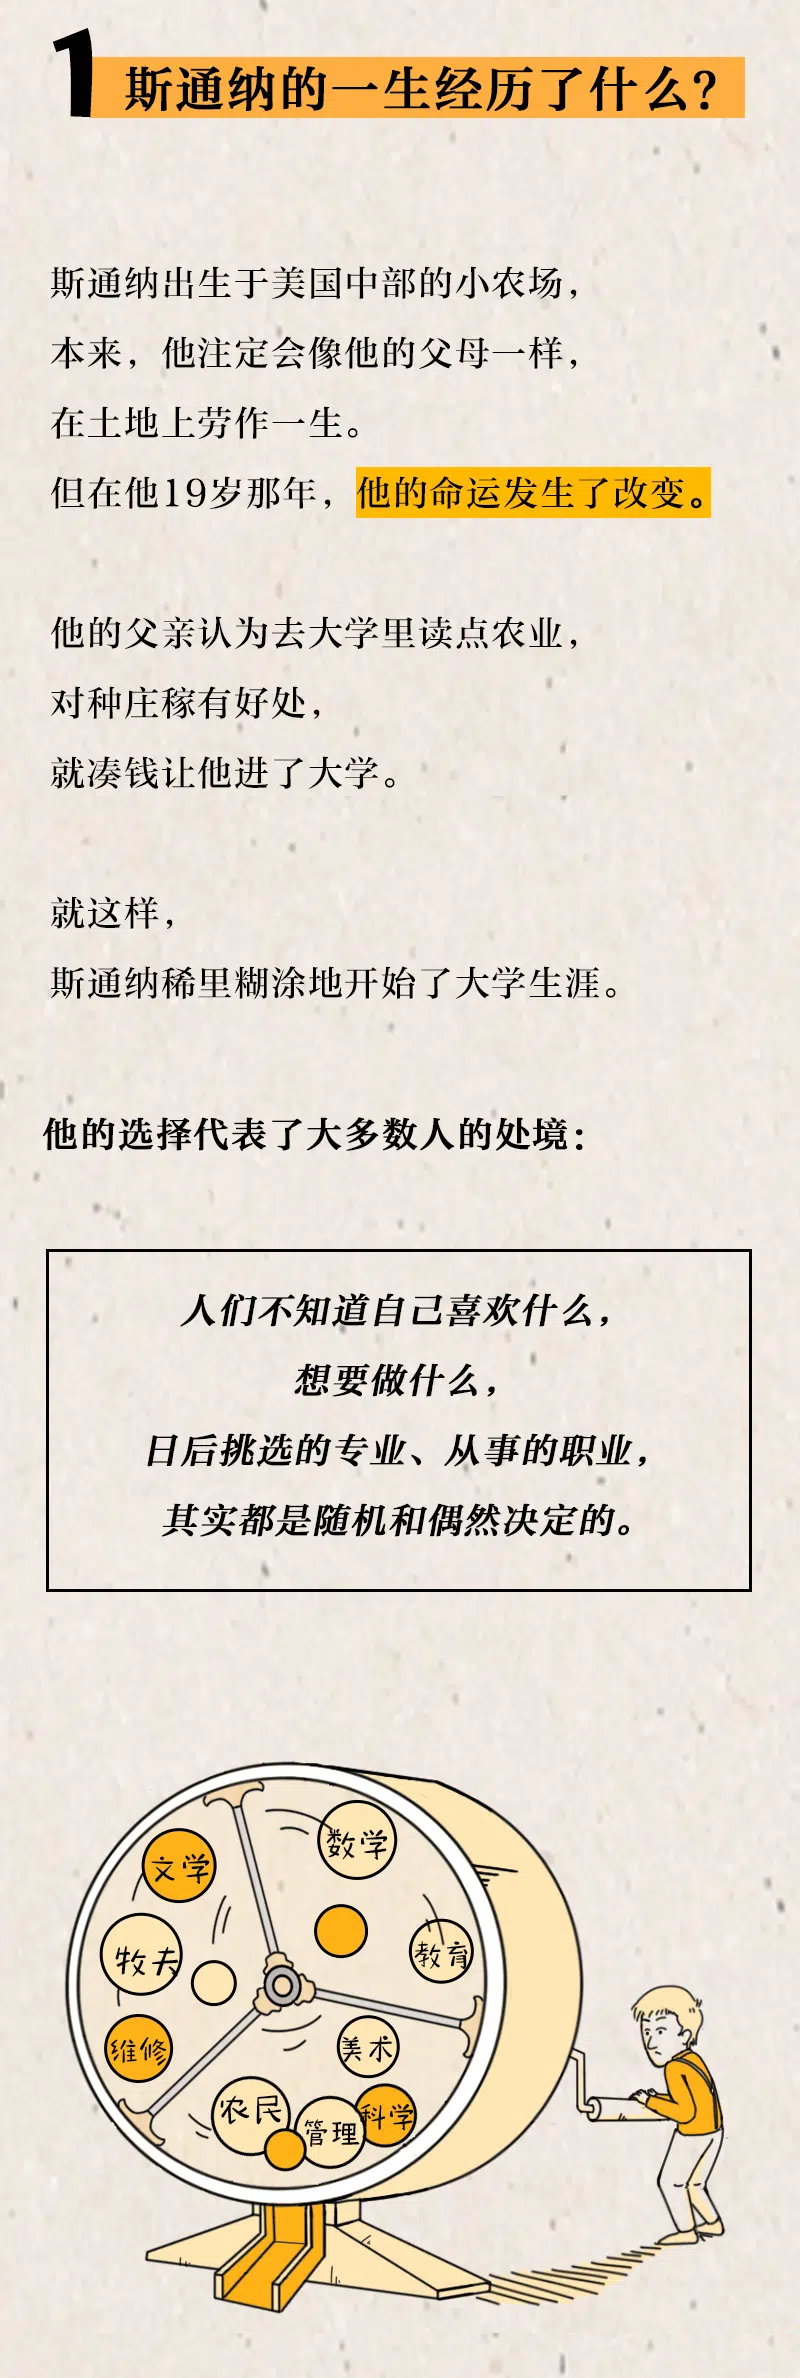 1
斯通纳的一生经历了什么？
斯通纳出生于美国中部的小农场，
本来，他注定会像他的父母一样，
在土地上劳作一生。
但在他19岁那年，他的命运发生了改变。
他的父亲认为去大学里读点农业，
对种庄稼有好处，
就凑钱让他进了大学。
就这样，
斯通纳稀里糊涂地开始了大学生涯。
他的选择代表了大多数人的处境：
人们不知道自己喜欢什么，
想要做什么，
日后挑选的专业、从事的职业，
其实都是随机和偶然决定的。
数学
文学
教育
牧夫
维修
美术
农民
管理
科学